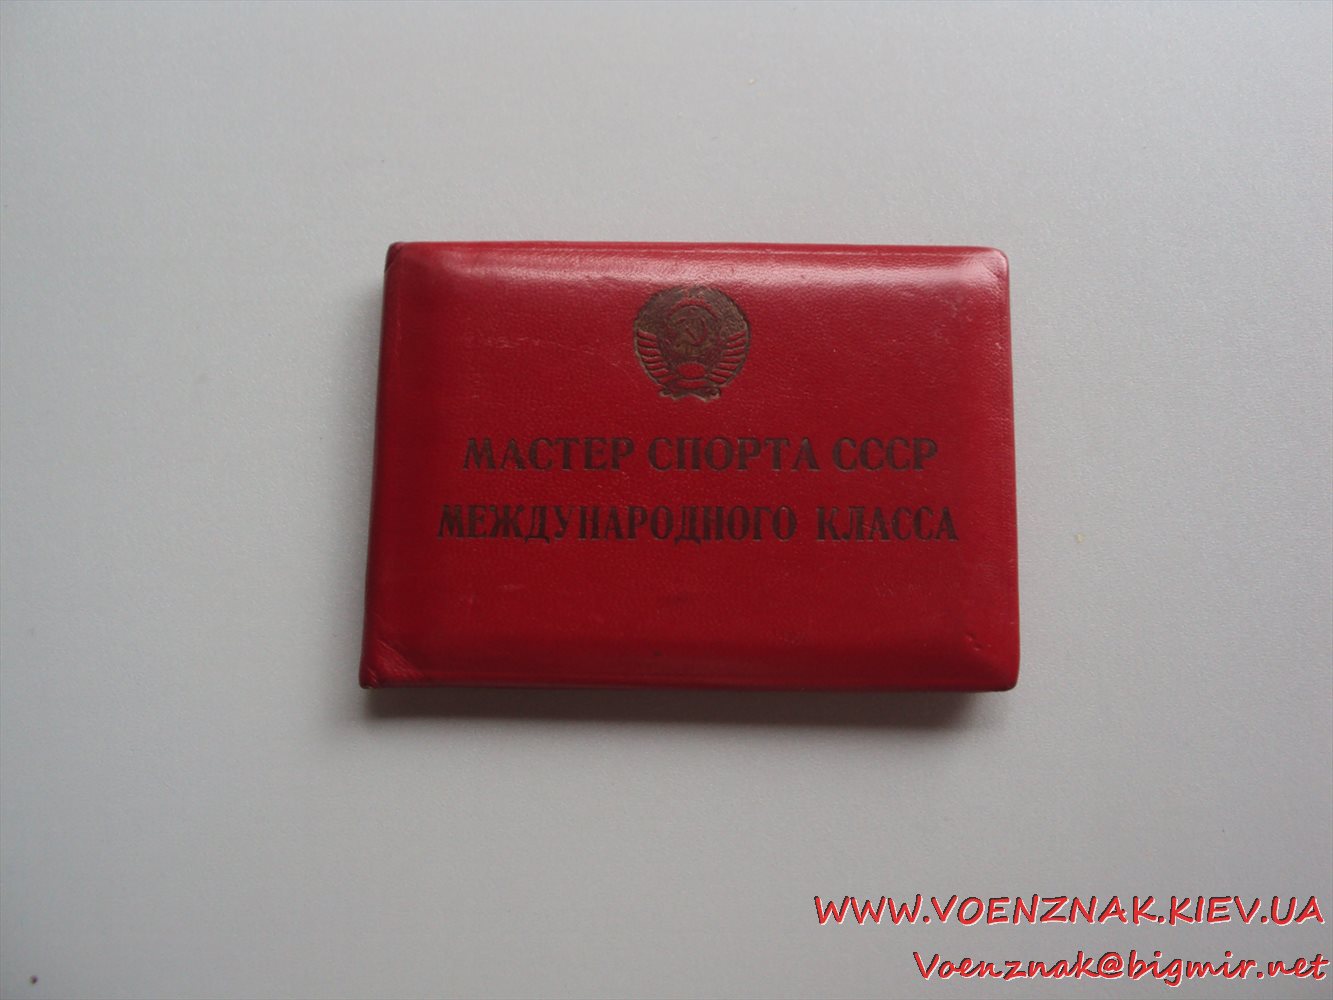 МАСТЕР СПОРТА СССР
МЕЖДУНАРОДНОГО КЛАССА
WWW.VOENZNAK.KIEV.UA
Voenznak@bigmir.net